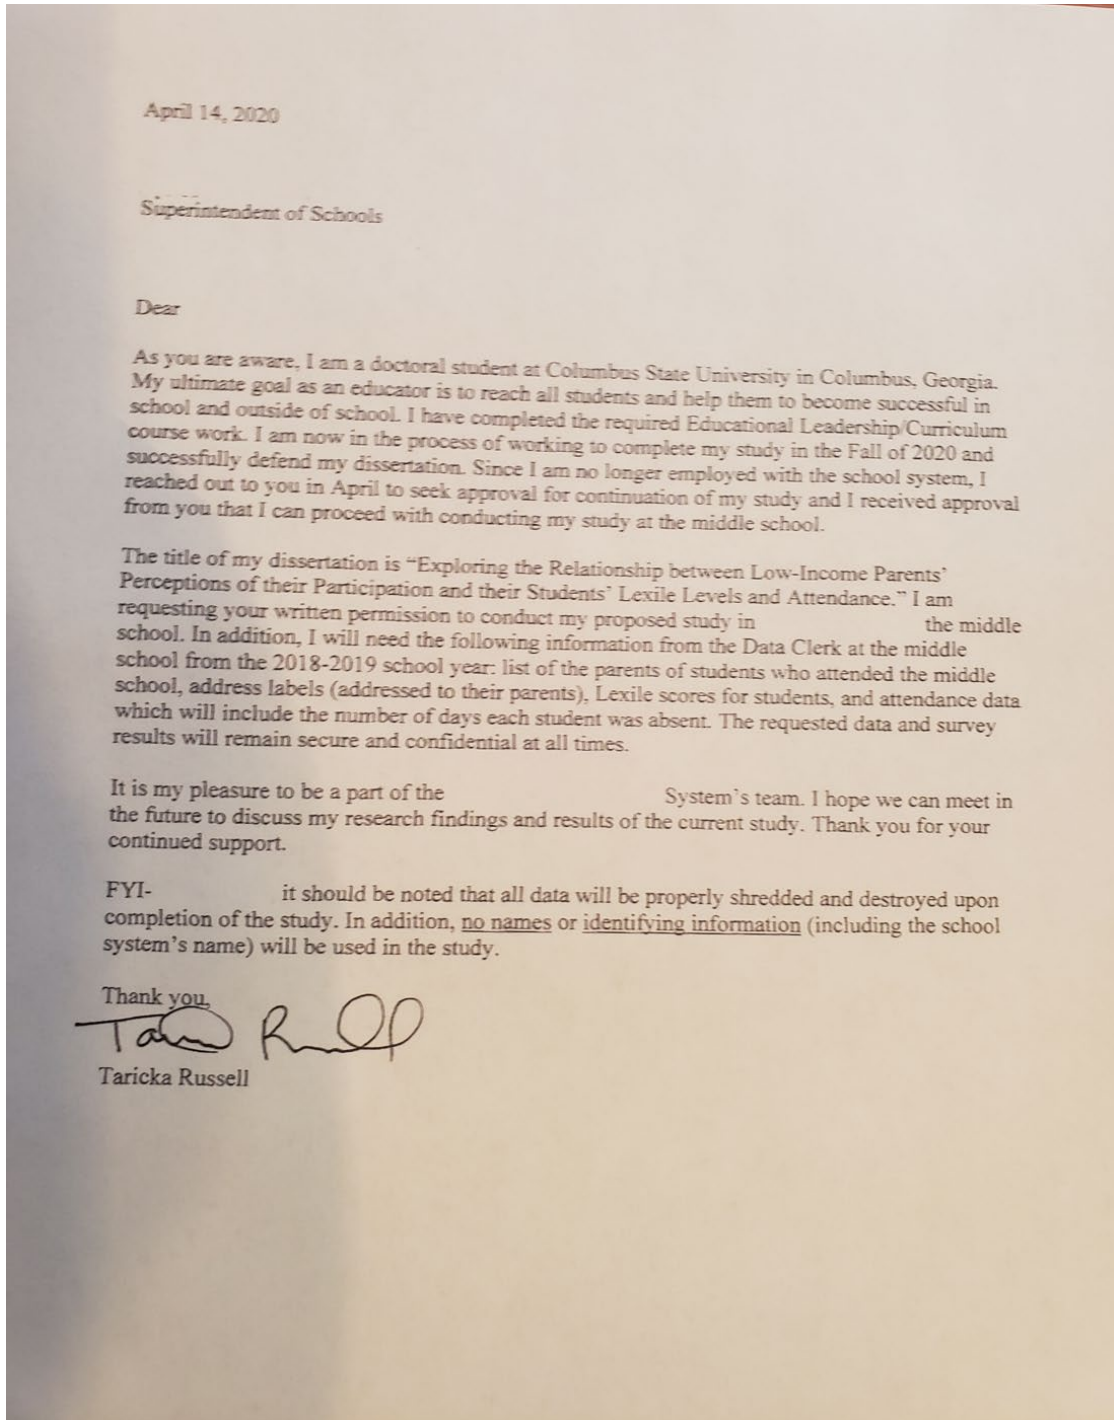 April 14, 2020
Superintendent of Schools
Dear
As you are aware, I am a doctoral student at Columbus State University in Columbus, Georgia.
My ultimate goal as an educator is to reach all students and help them to become successful in
school and outside of school. I have completed the required Educational Leadership/Curriculum
course work. I am now in the process of working to complete my study in the Fall of 2020 and
successfully defend my dissertation. Since I am no longer employed with the school system, I
reached out to you in April to seek approval for continuation of my study and I received approval
from you that I can proceed with conducting my study at the middle school.
The title of my dissertation is “Exploring the Relationship between Low-Income Parents’
Perceptions of their Participation and their Students’ Lexile Levels and Attendance.” I am
requesting your written permission to conduct my proposed study in the middle
school. In addition, I will need the following information from the Data Clerk at the middle
school from the 2018-2019 school year: list of the parents of students who attended the middle
school, address labels (addressed to their parents), Lexile scores for students, and attendance data
which will include the number of days each student was absent. The requested data and survey
results will remain secure and confidential at all times.
It is my pleasure to be a part of the System’s team. I hope we can meet in
the future to discuss my research findings and results of the current study. Thank you for your
continued support.
FYI- it should be noted that all data will be properly shredded and destroyed upon
completion of the study. In addition, no names or identifying information (including the school
system’s name) will be used in the study.
Thank you,
Taricka Russell